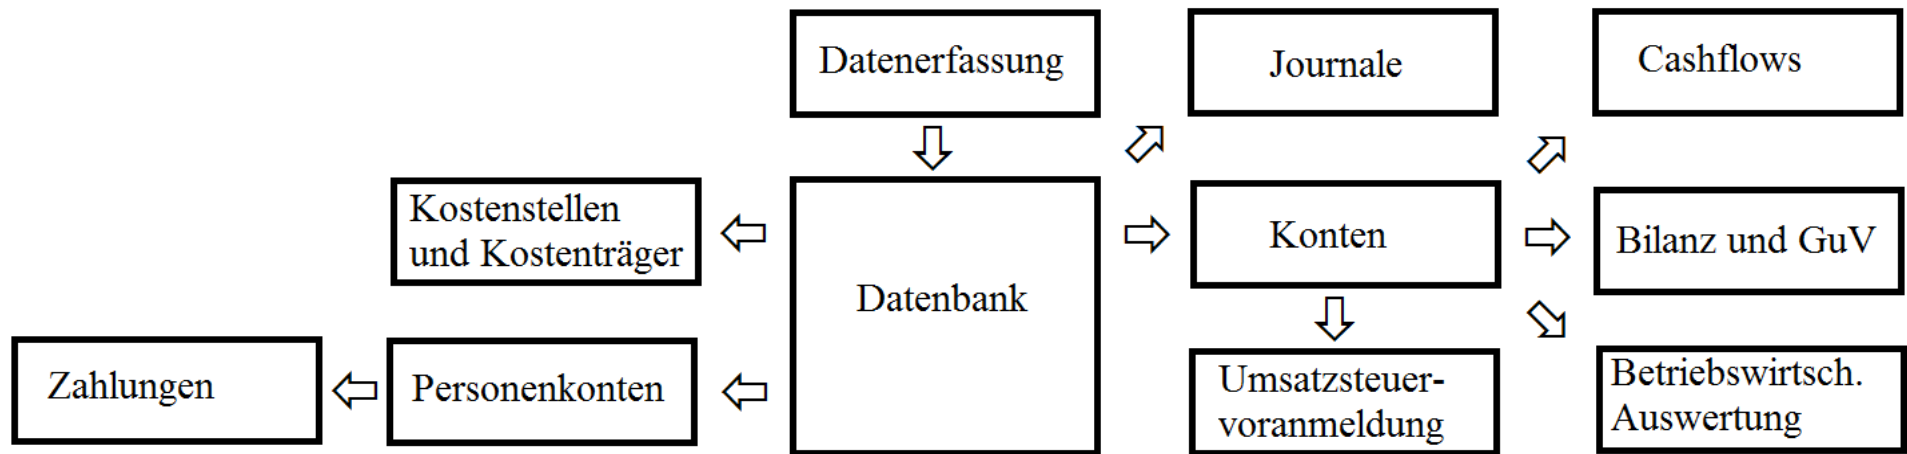 Datenerfassung
Journale
Cashflows
Kostenstellen
und Kostenträger
Datenbank
Konten
Bilanz und GuV
Zahlungen
Personenkonten
Umsatzsteuer-
voranmeldung
Betriebswirtsch.
Auswertung